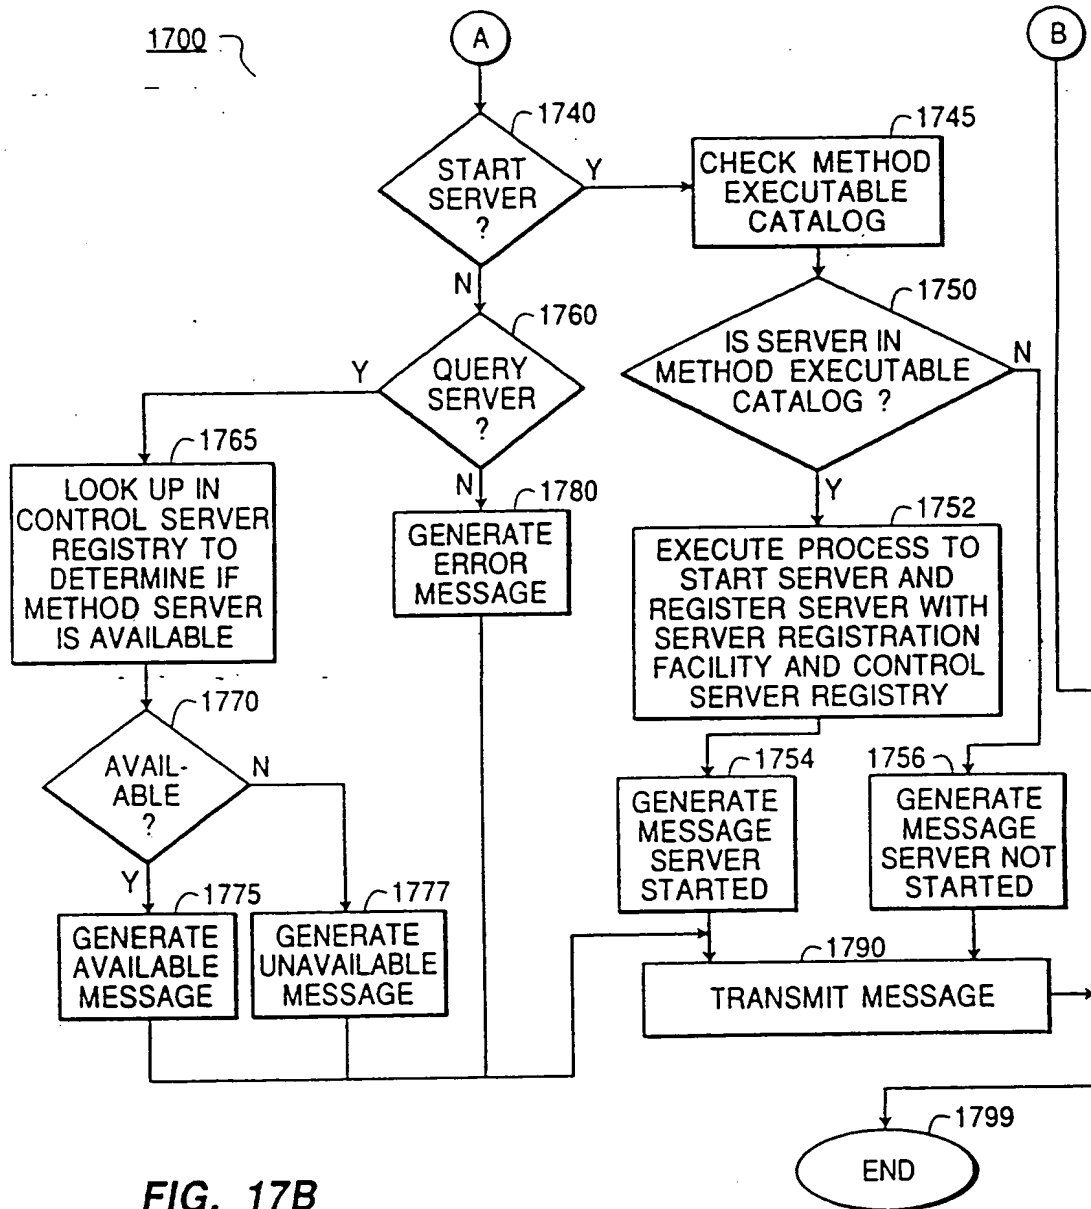 1700
A
B
1740
START
SERVER
?
Y
N
1745
CHECK METHOD
EXECUTABLE
CATALOG
1750
IS SERVER IN
METHOD EXECUTABLE
CATALOG ?
N
Y
1760
QUERY
SERVER
?
Y
N
1765
LOOK UP IN
CONTROL SERVER
REGISTRY TO
DETERMINE IF
METHOD SERVER
IS AVAILABLE
1780
GENERATE
ERROR
MESSAGE
1752
EXECUTE PROCESS TO
START SERVER AND
REGISTER SERVER WITH
SERVER REGISTRATION
FACILITY AND CONTROL
SERVER REGISTRY
1770
AVAIL-
ABLE
?
N
Y
1754
GENERATE
MESSAGE
SERVER
STARTED
1756
GENERATE
MESSAGE
SERVER NOT
STARTED
1775
GENERATE
AVAILABLE
MESSAGE
1777
GENERATE
UNAVAILABLE
MESSAGE
1790
TRANSMIT MESSAGE
1799
END
FIG. 17B